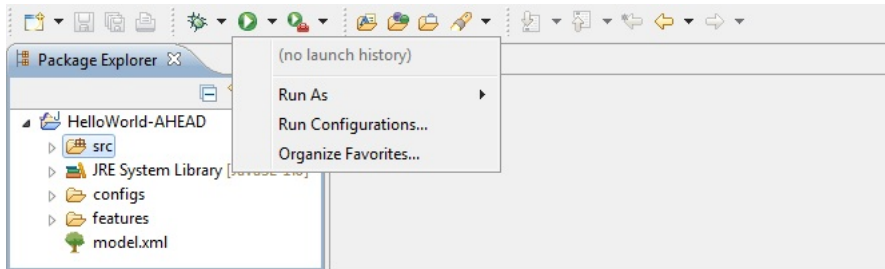 Package Explorer
(no launch history)
Run As
Run Configurations...
Organize Favorites...
HelloWorld-AHEAD
src
JRE System Library
configs
features
model.xml